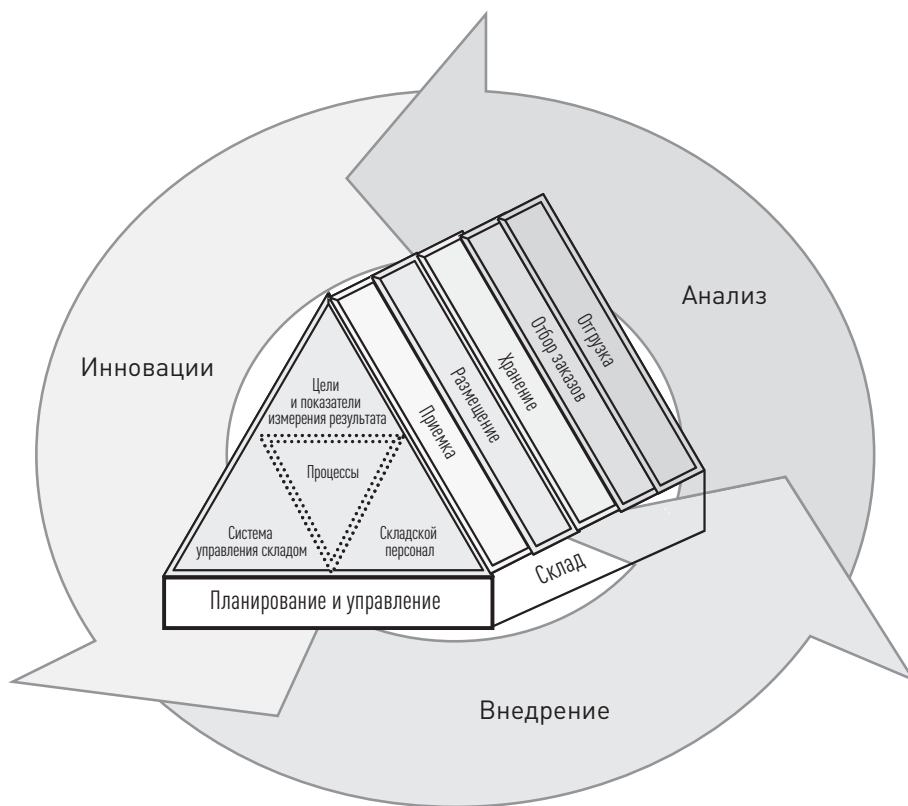 Анализ
Инновации
Цели
и показатели
измерения результата
Процессы
Система
управления складом
Складской
персонал
Приемка
Размещение
Хранение
Отбор заказов
Отгрузка
Планирование и управление
Склад
Внедрение